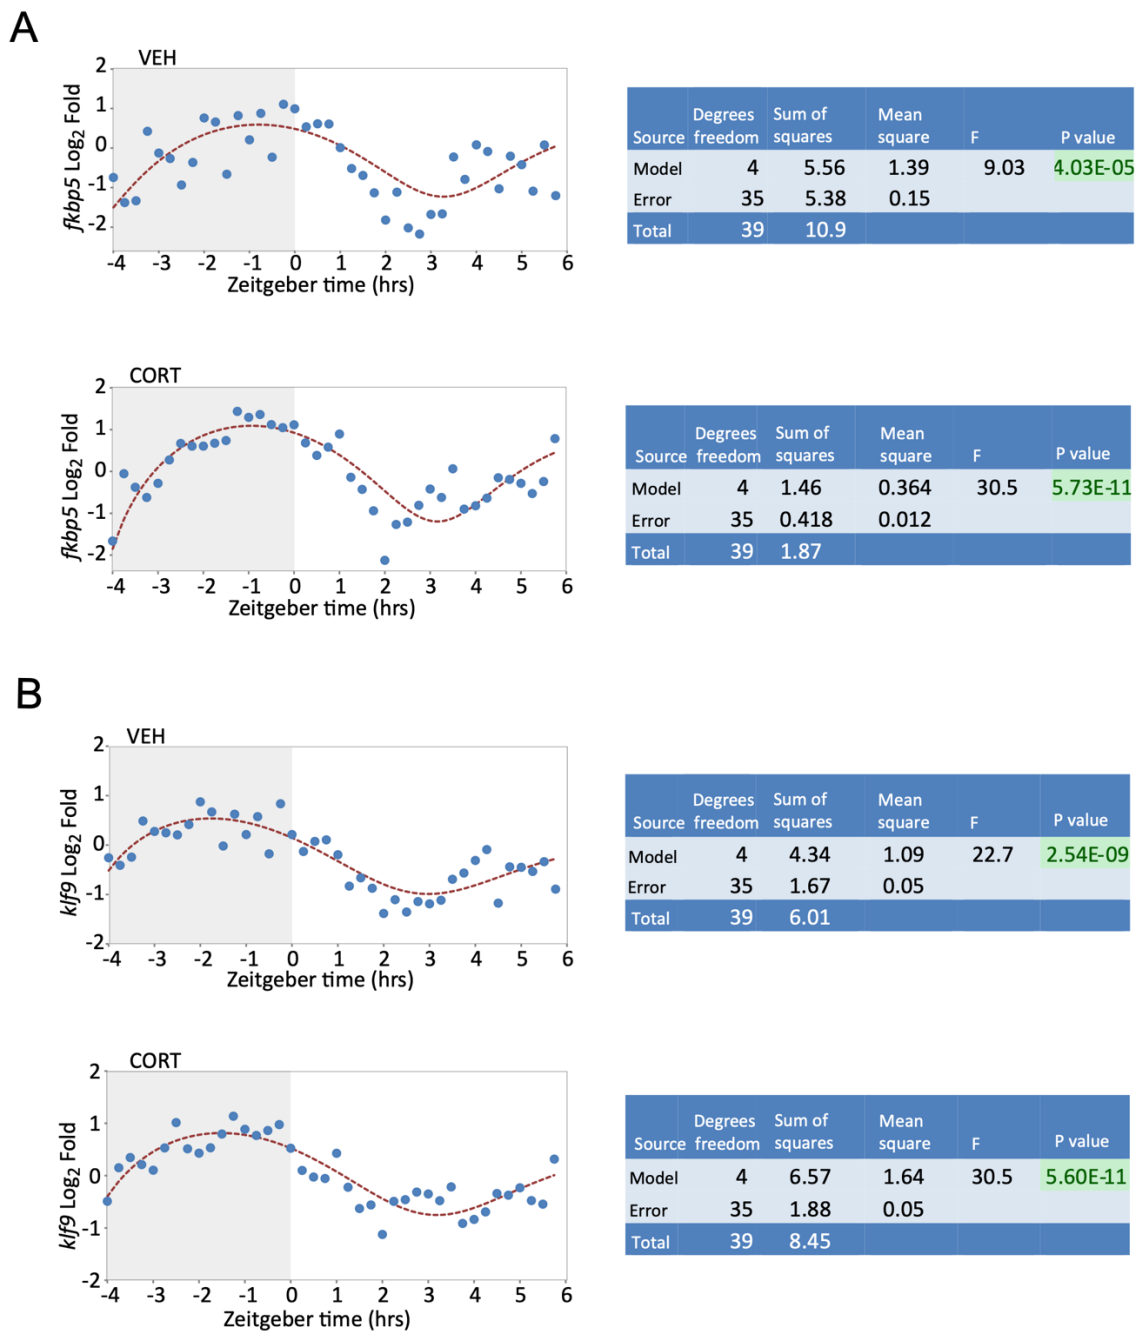 A
VEH
2
1
0
-1
-2
fkbp5 Log2 Fold
-4 -3 -2 -1 0 1 2 3 4 5 6
Zeitgeber time (hrs)
Degrees Sum of Mean
Source freedom squares square F P value
Model 4 5.56 1.39 9.03 4.03E-05
Error 35 5.38 0.15
Total 39 10.9
CORT
2
1
0
-1
-2
fkbp5 Log2 Fold
-4 -3 -2 -1 0 1 2 3 4 5 6
Zeitgeber time (hrs)
Degrees Sum of Mean
Source freedom squares square F P value
Model 4 1.46 0.364 30.5 5.73E-11
Error 35 0.418 0.012
Total 39 1.87
B
VEH
2
1
0
-1
-2
klf9 Log2 Fold
-4 -3 -2 -1 0 1 2 3 4 5 6
Zeitgeber time (hrs)
Degrees Sum of Mean
Source freedom squares square F P value
Model 4 4.34 1.09 22.7 2.54E-09
Error 35 1.67 0.05
Total 39 6.01
CORT
2
1
0
-1
-2
klf9 Log2 Fold
-4 -3 -2 -1 0 1 2 3 4 5 6
Zeitgeber time (hrs)
Degrees Sum of Mean
Source freedom squares square F P value
Model 4 6.57 1.64 30.5 5.60E-11
Error 35 1.88 0.05
Total 39 8.45